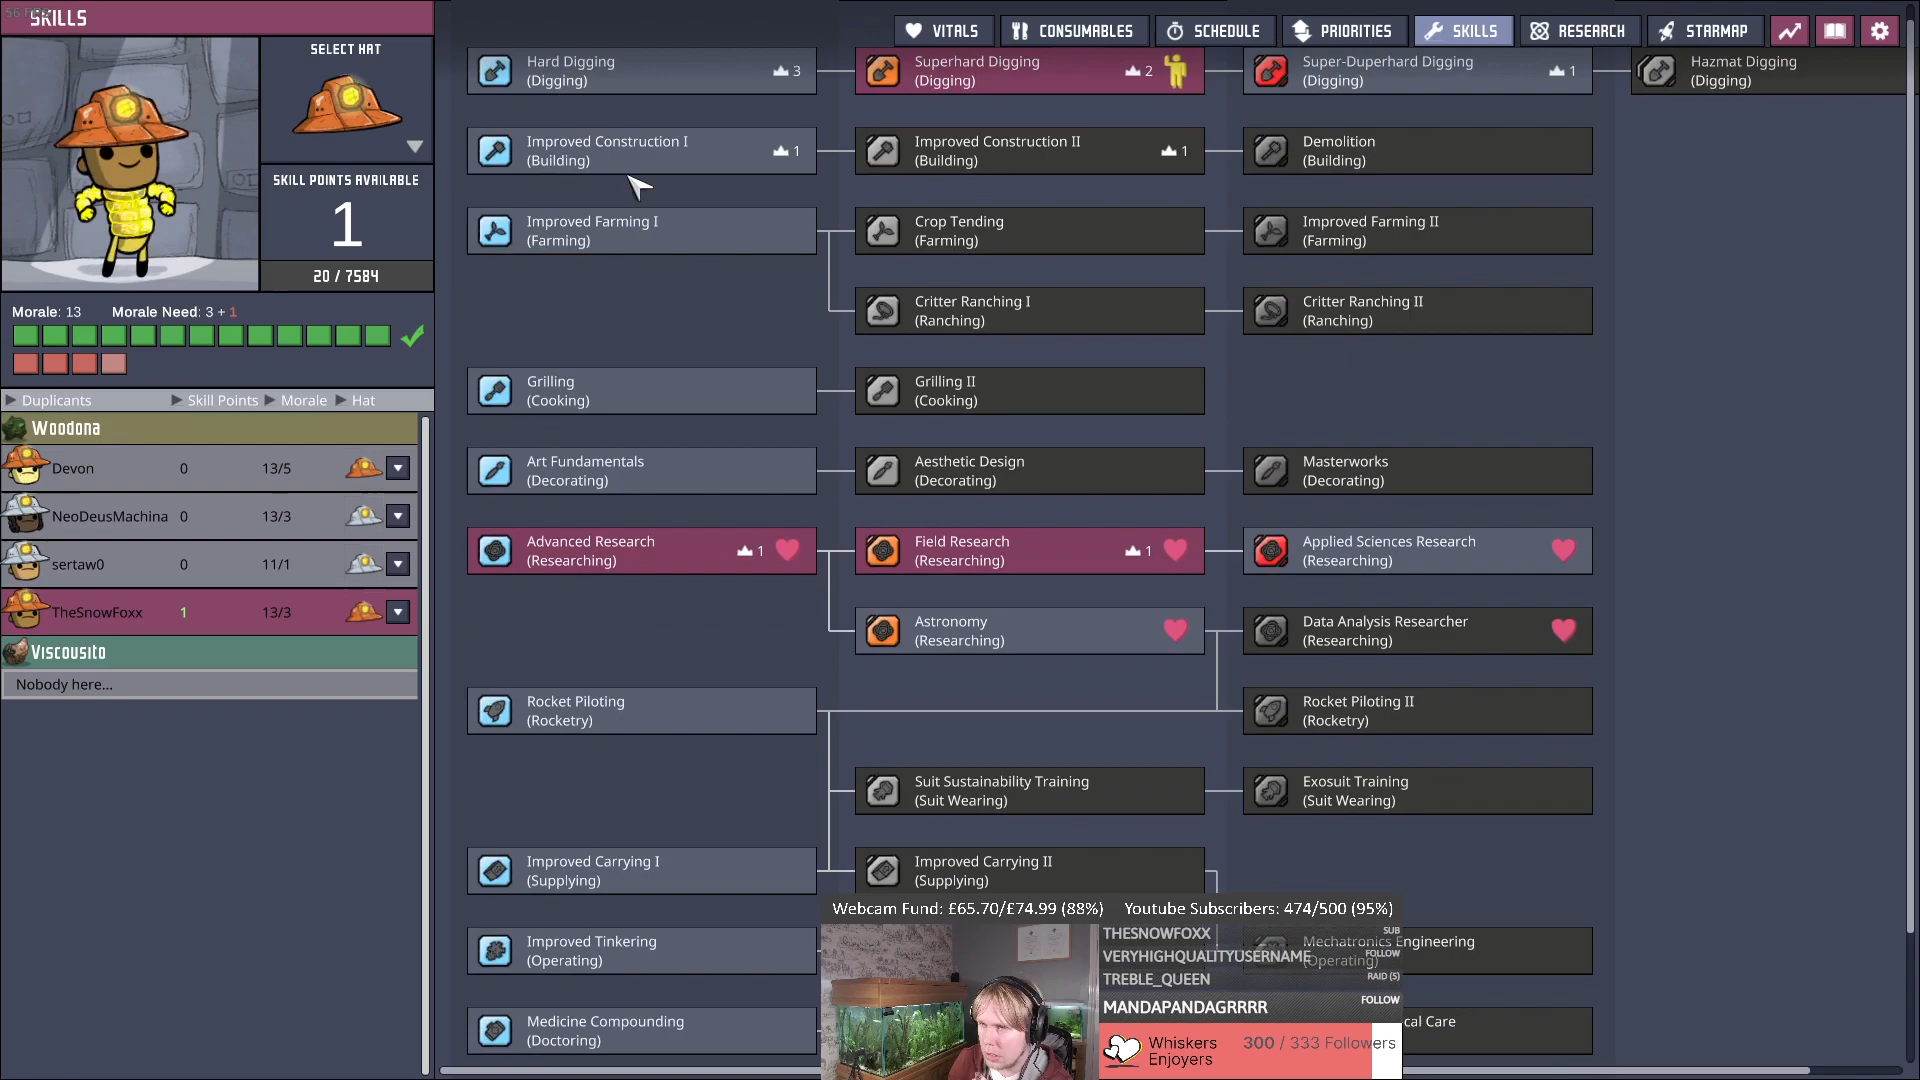 56 FPS
SKILLS
VITALS
CONSUMABLES
SCHEDULE
PRIORITIES
SKILLS
RESEARCH
STARMAP
SELECT HAT
SKILL POINTS AVAILABLE
1
20 / 7584
Morale: 13 Morale Need: 3 + 1
Duplicants Skill Points Morale Hat
Woodona
Devon 0 13/5
NeoDeusMachina 0 13/3
sertaw0 0 11/1
TheSnowFoxx 1 13/3
Viscousito
Nobody here...
Hard Digging
(Digging)
3
Superhard Digging
(Digging)
2
Super-Duperhard Digging
(Digging)
1
Hazmat Digging
(Digging)
Improved Construction I
(Building)
1
Improved Construction II
(Building)
1
Demolition
(Building)
Improved Farming I
(Farming)
Crop Tending
(Farming)
Improved Farming II
(Farming)
Critter Ranching I
(Ranching)
Critter Ranching II
(Ranching)
Grilling
(Cooking)
Grilling II
(Cooking)
Art Fundamentals
(Decorating)
Aesthetic Design
(Decorating)
Masterworks
(Decorating)
Advanced Research
(Researching)
1
Field Research
(Researching)
1
Applied Sciences Research
(Researching)
Astronomy
(Researching)
Data Analysis Researcher
(Researching)
Rocket Piloting
(Rocketry)
Rocket Piloting II
(Rocketry)
Suit Sustainability Training
(Suit Wearing)
Exosuit Training
(Suit Wearing)
Improved Carrying I
(Supplying)
Improved Carrying II
(Supplying)
Improved Tinkering
(Operating)
Mechatronics Engineering
(Operating)
Medicine Compounding
(Doctoring)
cal Care
Webcam Fund: £65.70/£74.99 (88%) Youtube Subscribers: 474/500 (95%)
THESNOWFOXX SUB
VERYHIGHQUALITYUSERNAME FOLLOW
TREBLE_QUEEN RAID (5)
MANDAPANDAGRRRR FOLLOW
Whiskers
Enjoyers
300 / 333 Followers